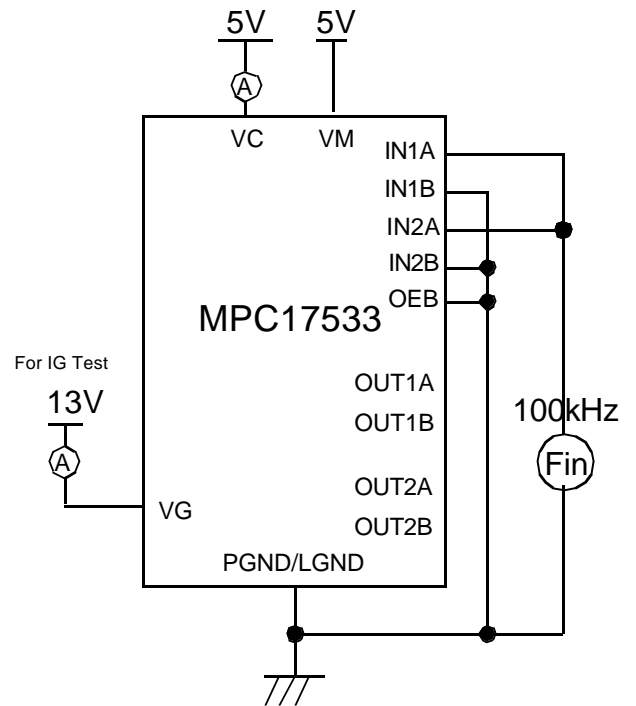 5V 5V
A
VC VM
IN1A
IN1B
IN2A
IN2B
OEB
MPC17533
For IG Test
13V
A
OUT1A
OUT1B
100kHz
Fin
OUT2A
VG
OUT2B
PGND/LGND